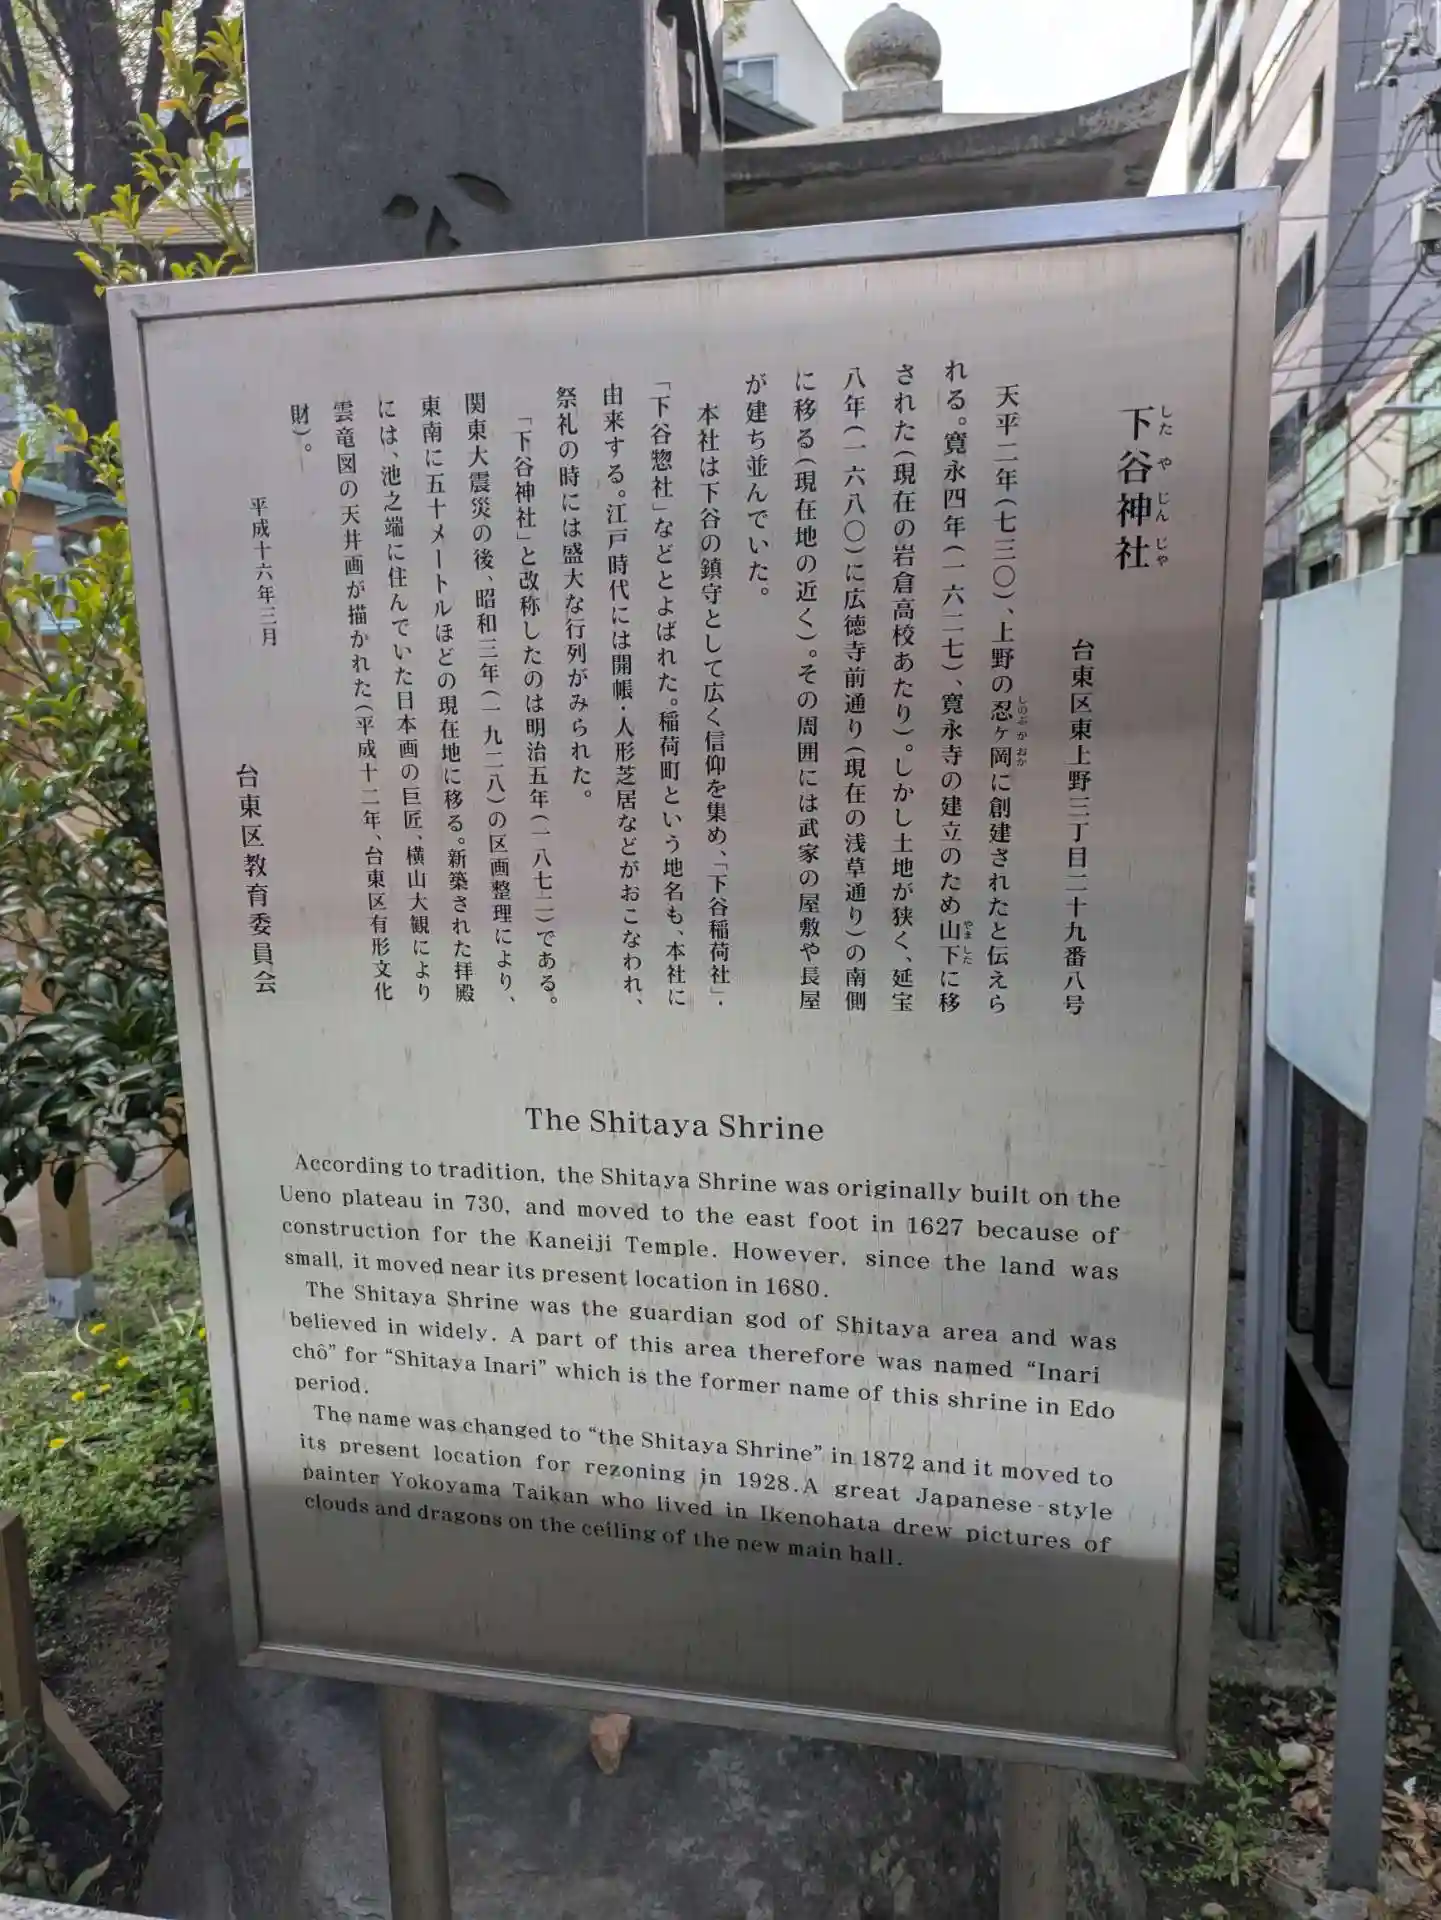 下谷神社
したやじんじや
台東区東上野三丁目二十九番八号
天平二年(七三〇)、上野の忍ヶ岡に創建されたと伝えら
しのぶがおか
れる。寛永四年(一六二七)、寛永寺の建立のため山下に移
やました
された(現在の岩倉高校あたり)。しかし土地が狭く、延宝
八年(一六八〇)に広徳寺前通り(現在の浅草通り)の南側
に移る(現在地の近く)。その周囲には武家の屋敷や長屋
が建ち並んでいた。
本社は下谷の鎮守として広く信仰を集め、「下谷稲荷社」・
「下谷惣社」などとよばれた。稲荷町という地名も、本社に
由来する。江戸時代には開帳・人形芝居などがおこなわれ、
祭礼の時には盛大な行列がみられた。
「下谷神社」と改称したのは明治五年(一八七二)である。
関東大震災の後、昭和三年(一九二八)の区画整理により、
東南に五十メートルほどの現在地に移る。新築された拝殿
には、池之端に住んでいた日本画の巨匠、横山大観により
雲竜図の天井画が描かれた(平成十二年、台東区有形文化
財)。
平成十六年三月
台東区教育委員会
The Shitaya Shrine
According to tradition, the Shitaya Shrine was originally built on the
Ueno plateau in 730, and moved to the east foot in 1627 because of
construction for the Kaneiji Temple. However, since the land was
small, it moved near its present location in 1680.
The Shitaya Shrine was the guardian god of Shitaya area and was
believed in widely. A part of this area therefore was named “Inari
chô” for “Shitaya Inari” which is the former name of this shrine in Edo
period.
The name was changed to “the Shitaya Shrine” in 1872 and it moved to
its present location for rezoning in 1928. A great Japanese-style
painter Yokoyama Taikan who lived in Ikenohata drew pictures of
clouds and dragons on the ceiling of the new main hall.